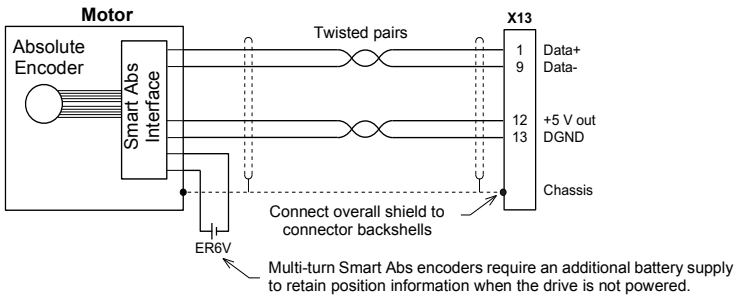 Motor
X13
Absolute
Encoder
Smart Abs
Interface
Twisted pairs
1 Data+
9 Data-
12 +5 V out
13 DGND
Chassis
Connect overall shield to
connector backshells
ER6V
Multi-turn Smart Abs encoders require an additional battery supply
to retain position information when the drive is not powered.